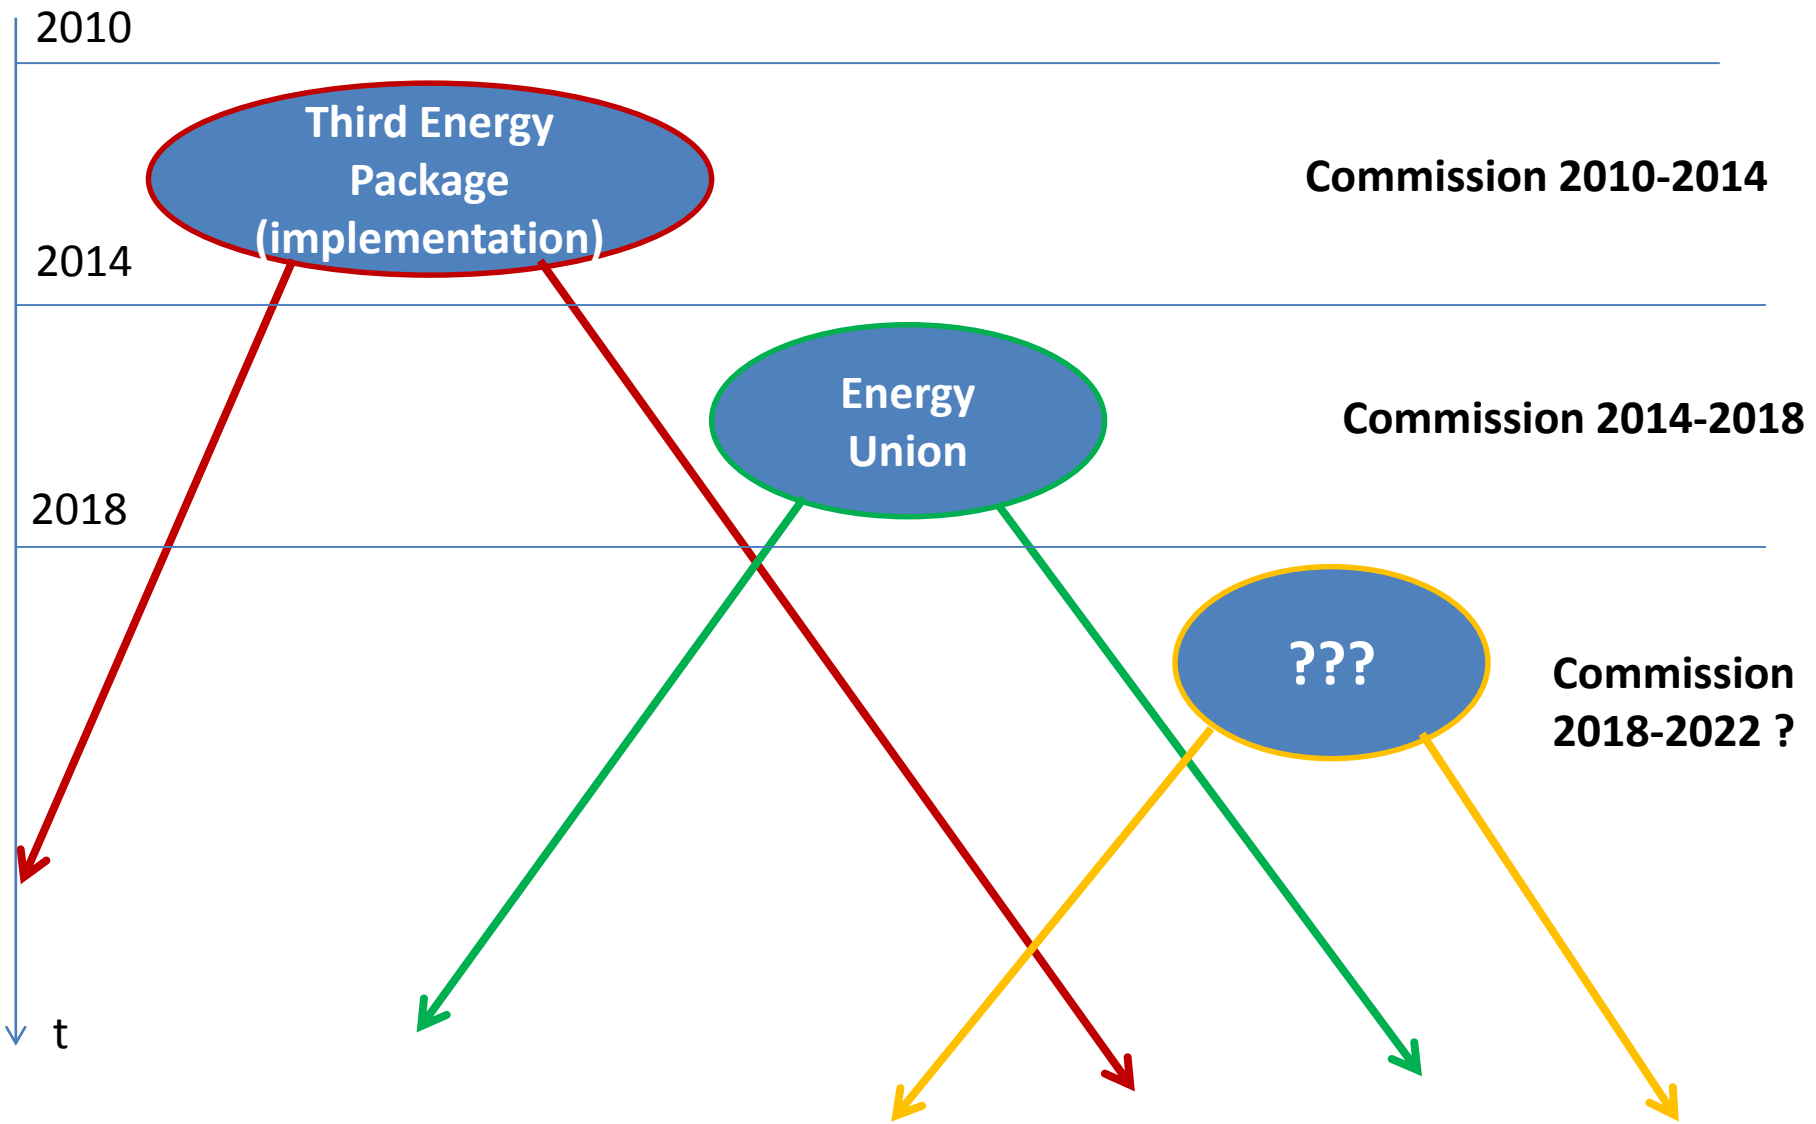 2010
Third Energy
Package
(implementation)
Commission 2010-2014
2014
Energy
Union
Commission 2014-2018
2018
???
Commission
2018-2022 ?
t